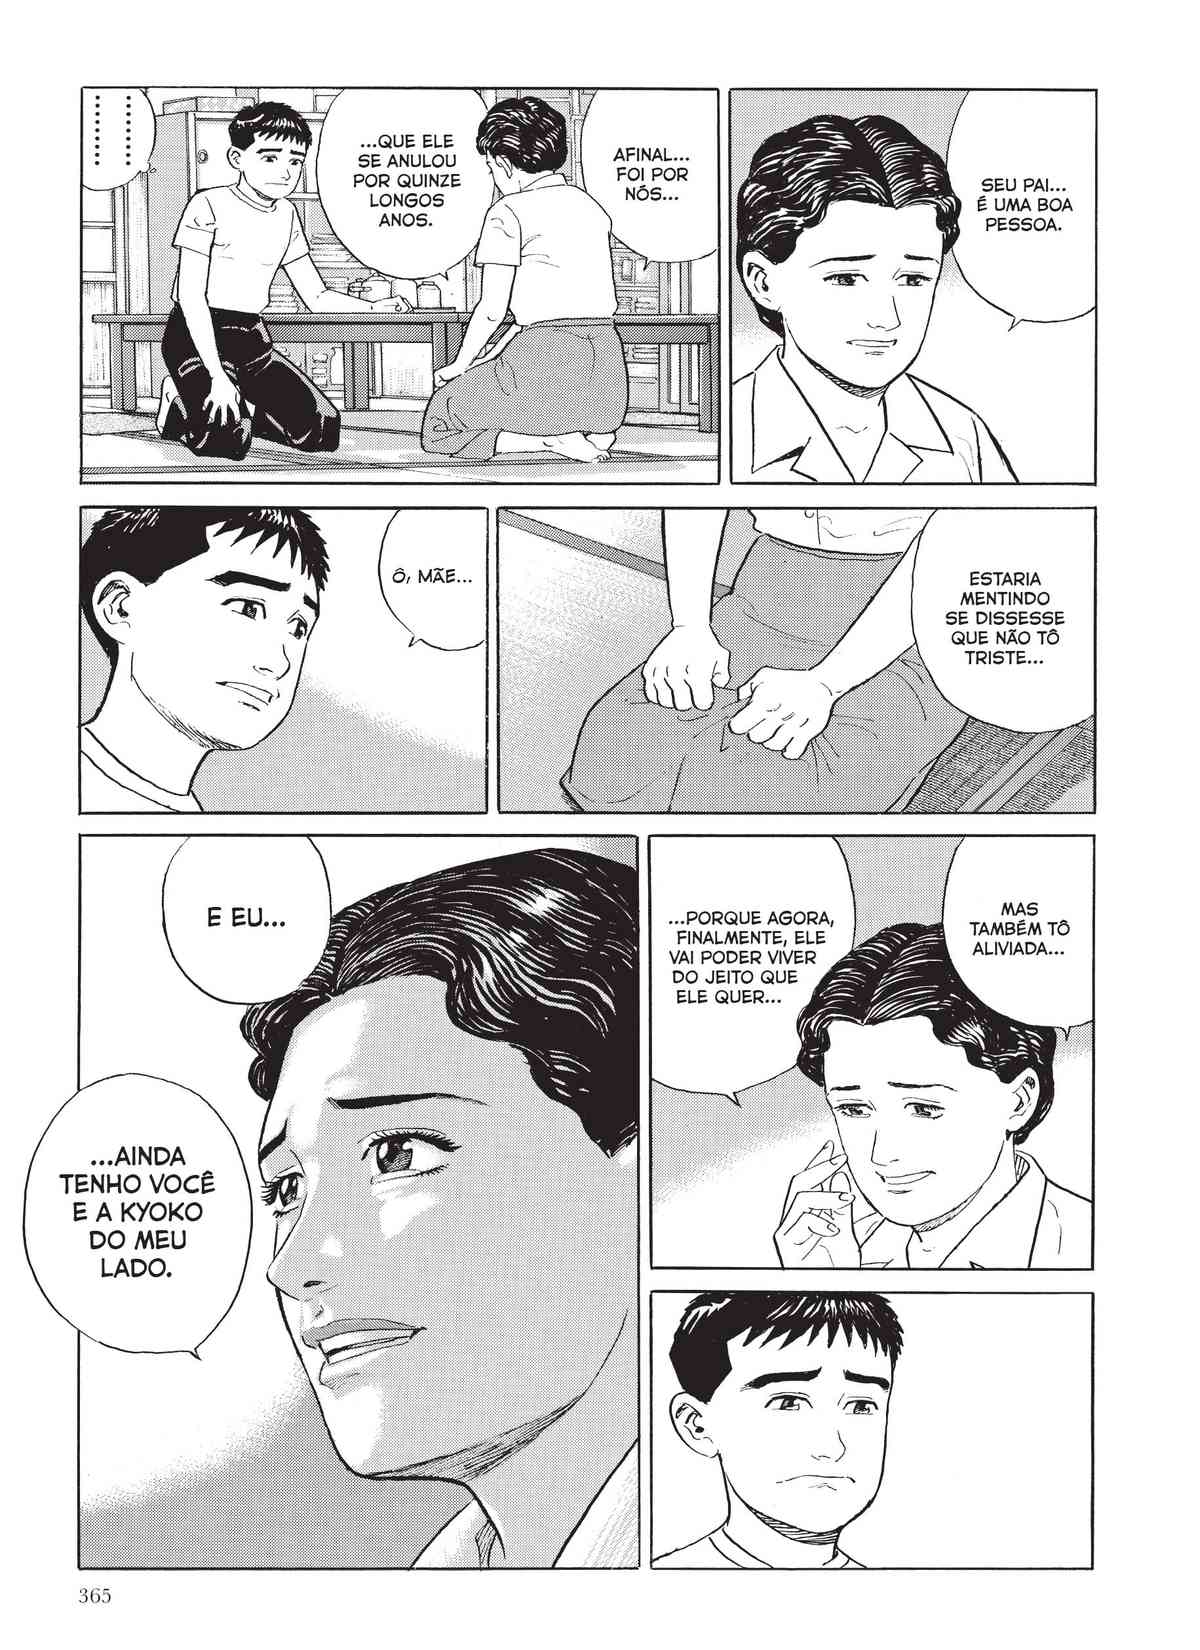 SEU PAI...
É UMA BOA
PESSOA.
AFINAL...
FOI POR
NÓS...
...QUE ELE
SE ANULOU
POR QUINZE
LONGOS
ANOS.
ESTARIA
MENTINDO
SE DISSESSE
QUE NÃO TÔ
TRISTE...
Ô, MÃE...
MAS
TAMBÉM TÔ
ALIVIADA...
...PORQUE AGORA,
FINALMENTE, ELE
VAI PODER VIVER
DO JEITO QUE
ELE QUER...
E EU...
...AINDA
TENHO VOCÊ
E A KYOKO
DO MEU
LADO.
365